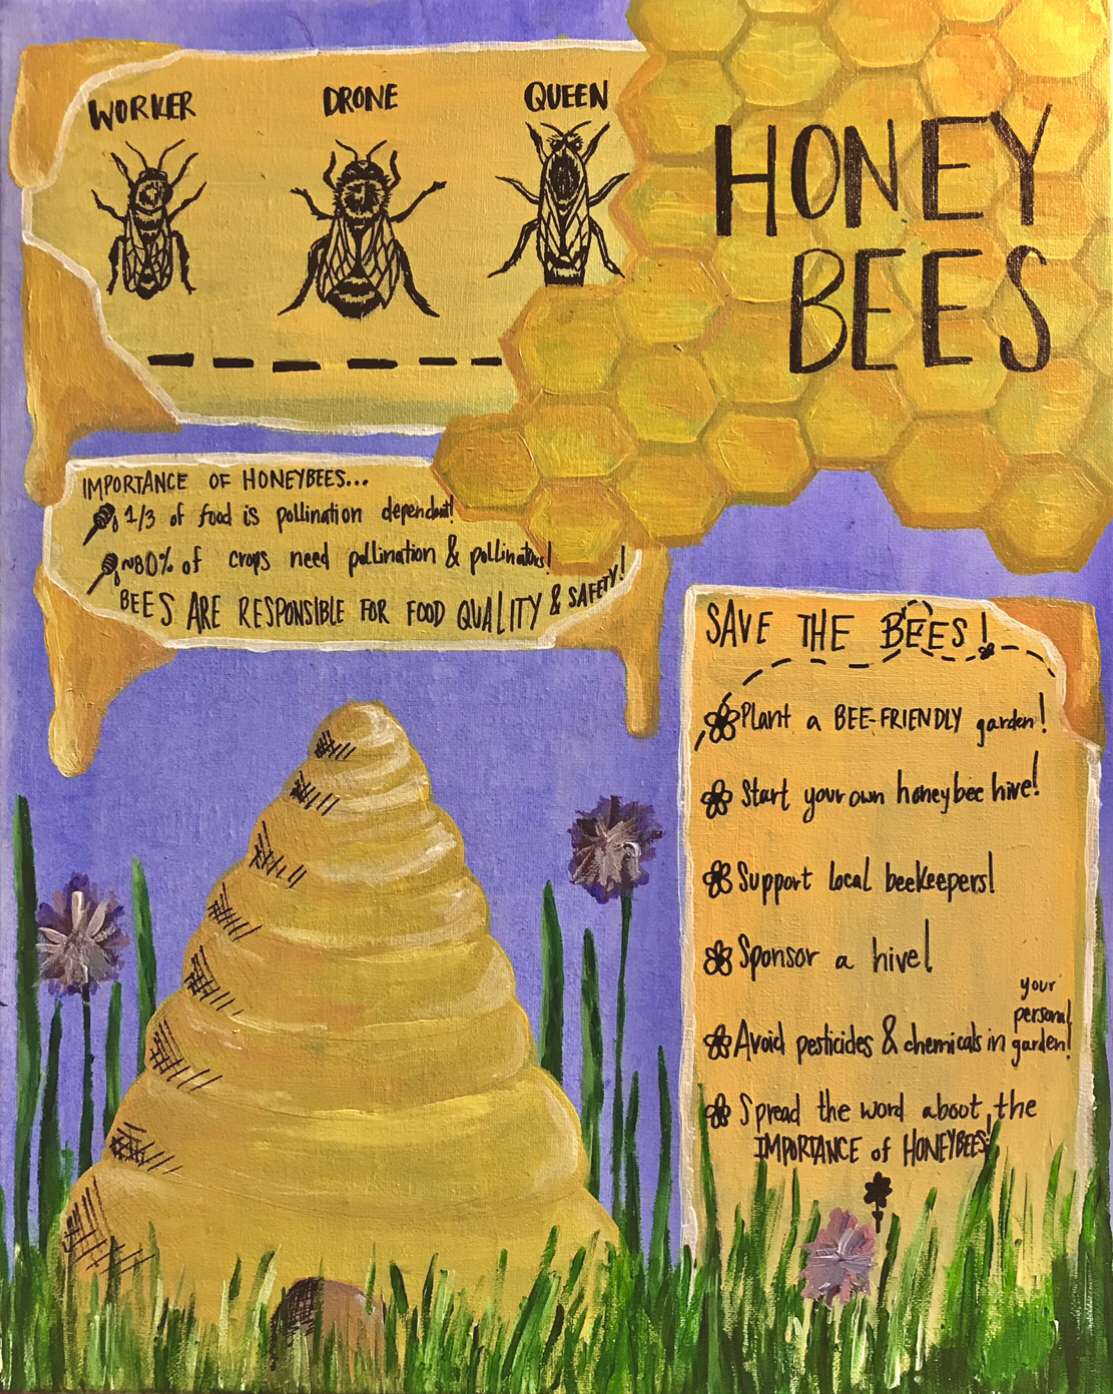 WORKER
DRONE
QUEEN
HONEY
BEES
IMPORTANCE OF HONEYBEES...
1/3 of food is pollination dependent!
~80% of crops need pollination & pollinators!
BEES ARE RESPONSIBLE FOR FOOD QUALITY & SAFETY!
SAVE THE BEES!
Plant a BEE-FRIENDLY garden!
Start your own honeybee hive!
Support local beekeepers!
Sponsor a hive!
Avoid pesticides & chemicals in your personal garden!
Spread the word aboot the
IMPORTANCE of HONEYBEES!